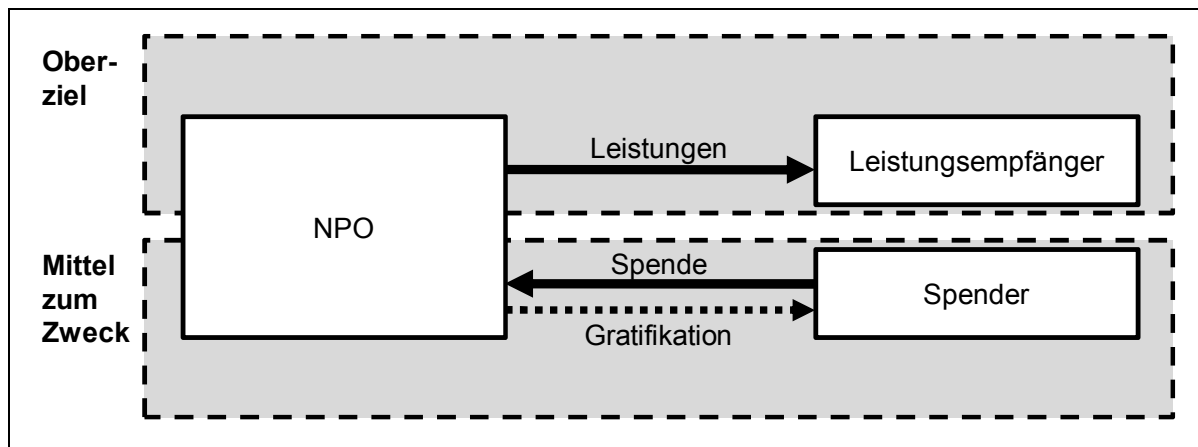 Ober-
ziel
Leistungen
Leistungsempfänger
NPO
Mittel
zum
Zweck
Spende
Spender
Gratifikation